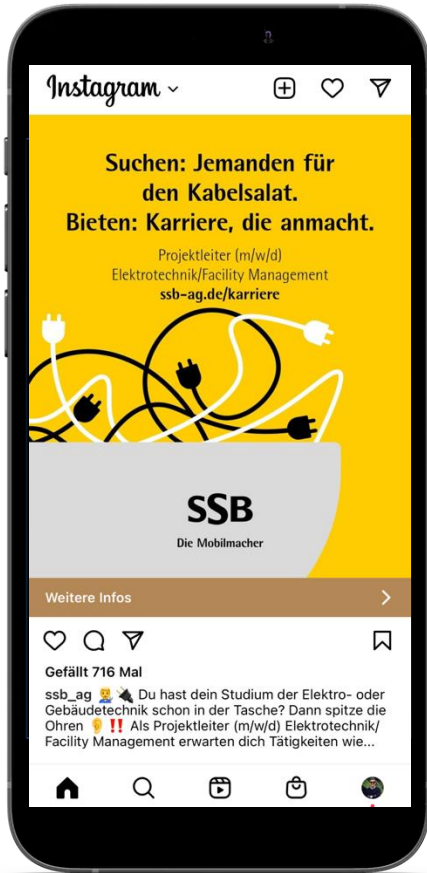 Instagram
Suchen: Jemanden für
den Kabelsalat.
Bieten: Karriere, die anmacht.
Projektleiter (m/w/d)
Elektrotechnik/Facility Management
ssb-ag.de/karriere
SSB
Die Mobilmacher
Weitere Infos
Gefällt 716 Mal
ssb_ag 👨‍🔧🔌 Du hast dein Studium der Elektro- oder
Gebäudetechnik schon in der Tasche? Dann spitze die
Ohren 👂‼️ Als Projektleiter (m/w/d) Elektrotechnik/
Facility Management erwarten dich Tätigkeiten wie...